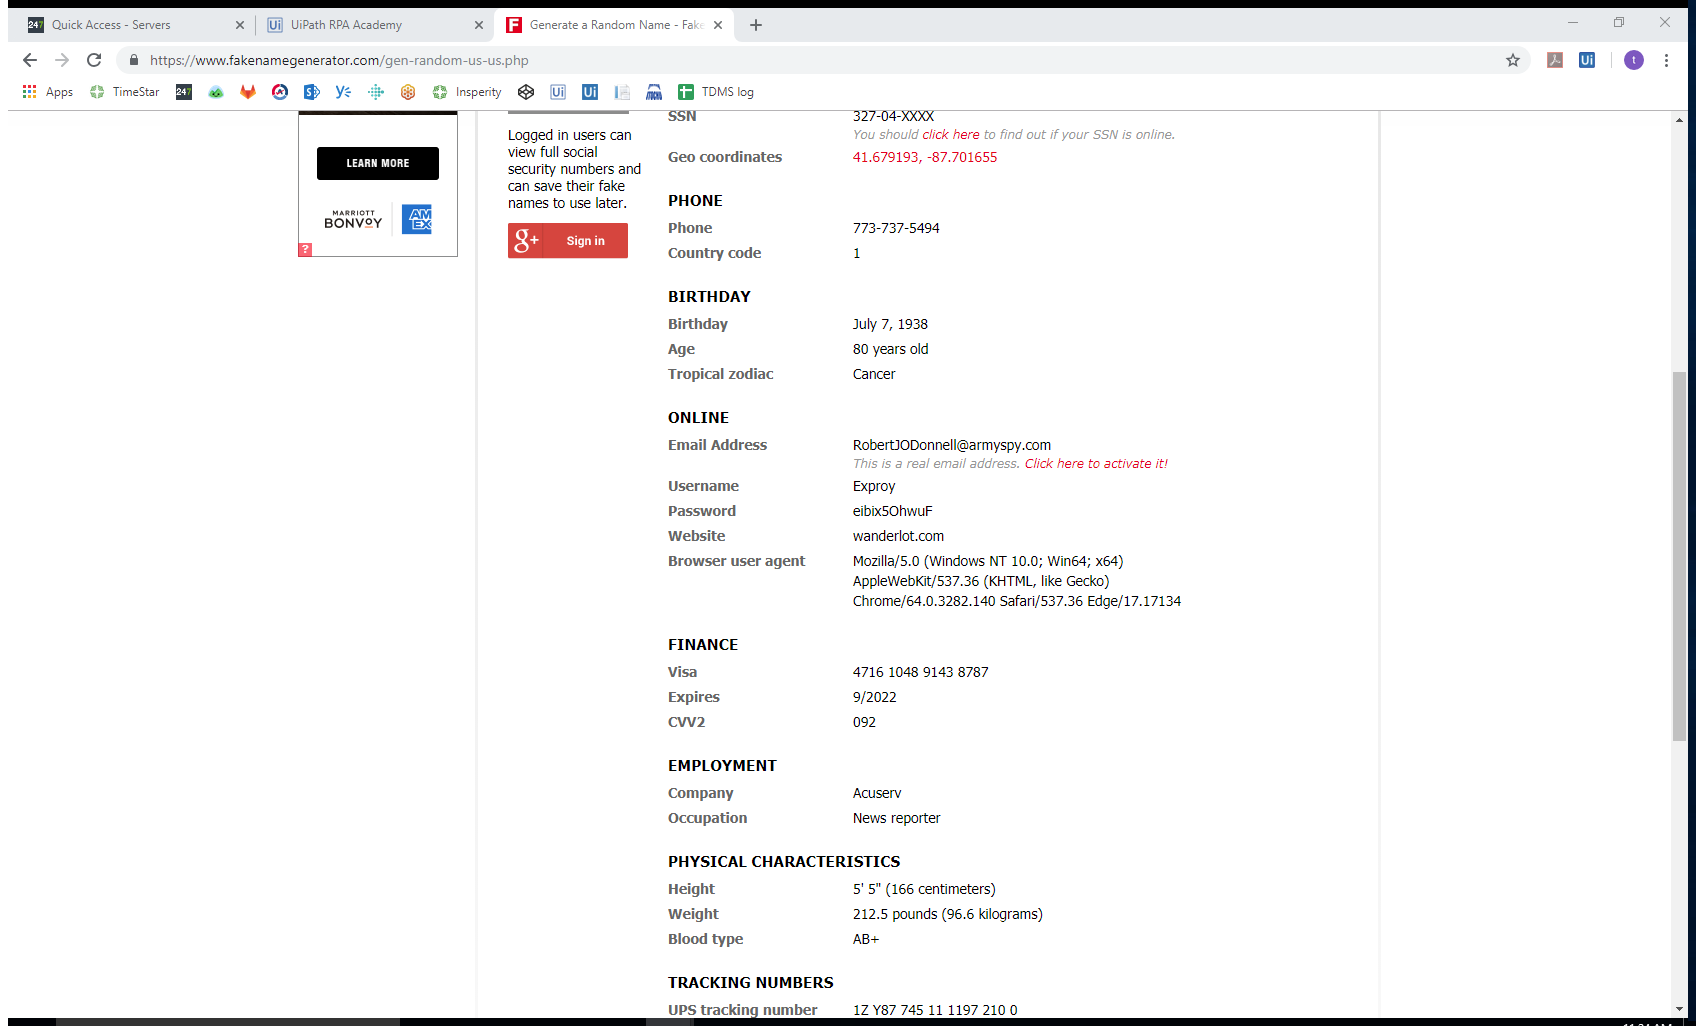 247 Quick Access - Servers
Ui UiPath RPA Academy
F Generate a Random Name - Fake
https://www.fakenamegenerator.com/gen-random-us-us.php
Ui
t
Apps
TimeStar
247
Insperity
Ui
Ui
TDMS log
LEARN MORE
MARRIOTT
BONVOY
AM
EX
?
Logged in users can
view full social
security numbers and
can save their fake
names to use later.
g+ Sign in
SSN 327-04-XXXX
You should click here to find out if your SSN is online.
Geo coordinates 41.679193, -87.701655
PHONE
Phone 773-737-5494
Country code 1
BIRTHDAY
Birthday July 7, 1938
Age 80 years old
Tropical zodiac Cancer
ONLINE
Email Address RobertJODonnell@armyspy.com
This is a real email address. Click here to activate it!
Username Exproy
Password eibix5OhwuF
Website wanderlot.com
Browser user agent Mozilla/5.0 (Windows NT 10.0; Win64; x64)
AppleWebKit/537.36 (KHTML, like Gecko)
Chrome/64.0.3282.140 Safari/537.36 Edge/17.17134
FINANCE
Visa 4716 1048 9143 8787
Expires 9/2022
CVV2 092
EMPLOYMENT
Company Acuserv
Occupation News reporter
PHYSICAL CHARACTERISTICS
Height 5' 5" (166 centimeters)
Weight 212.5 pounds (96.6 kilograms)
Blood type AB+
TRACKING NUMBERS
UPS tracking number 1Z Y87 745 11 1197 210 0